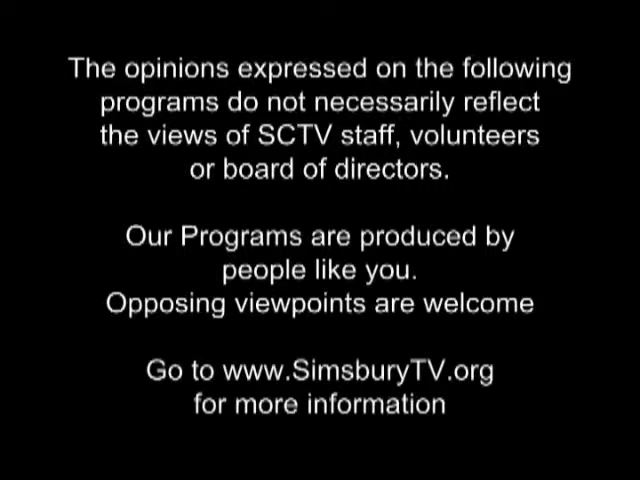 The opinions expressed on the following
programs do not necessarily reflect
the views of SCTV staff, volunteers
or board of directors.
Our Programs are produced by
people like you.
Opposing viewpoints are welcome
Go to www.SimsburyTV.org
for more information